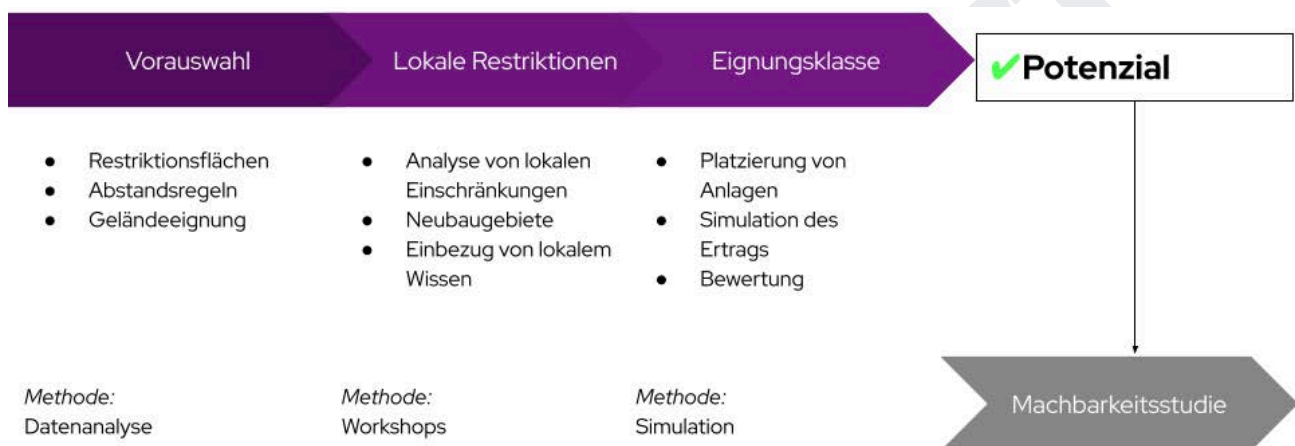 Vorauswahl
Lokale Restriktionen
Eignungsklasse
✔Potenzial
● Restriktionsflächen
● Abstandsregeln
● Geländeeignung
● Analyse von lokalen
Einschränkungen
● Neubaugebiete
● Einbezug von lokalem
Wissen
● Platzierung von
Anlagen
● Simulation des
Ertrags
● Bewertung
Methode:
Datenanalyse
Methode:
Workshops
Methode:
Simulation
Machbarkeitsstudie